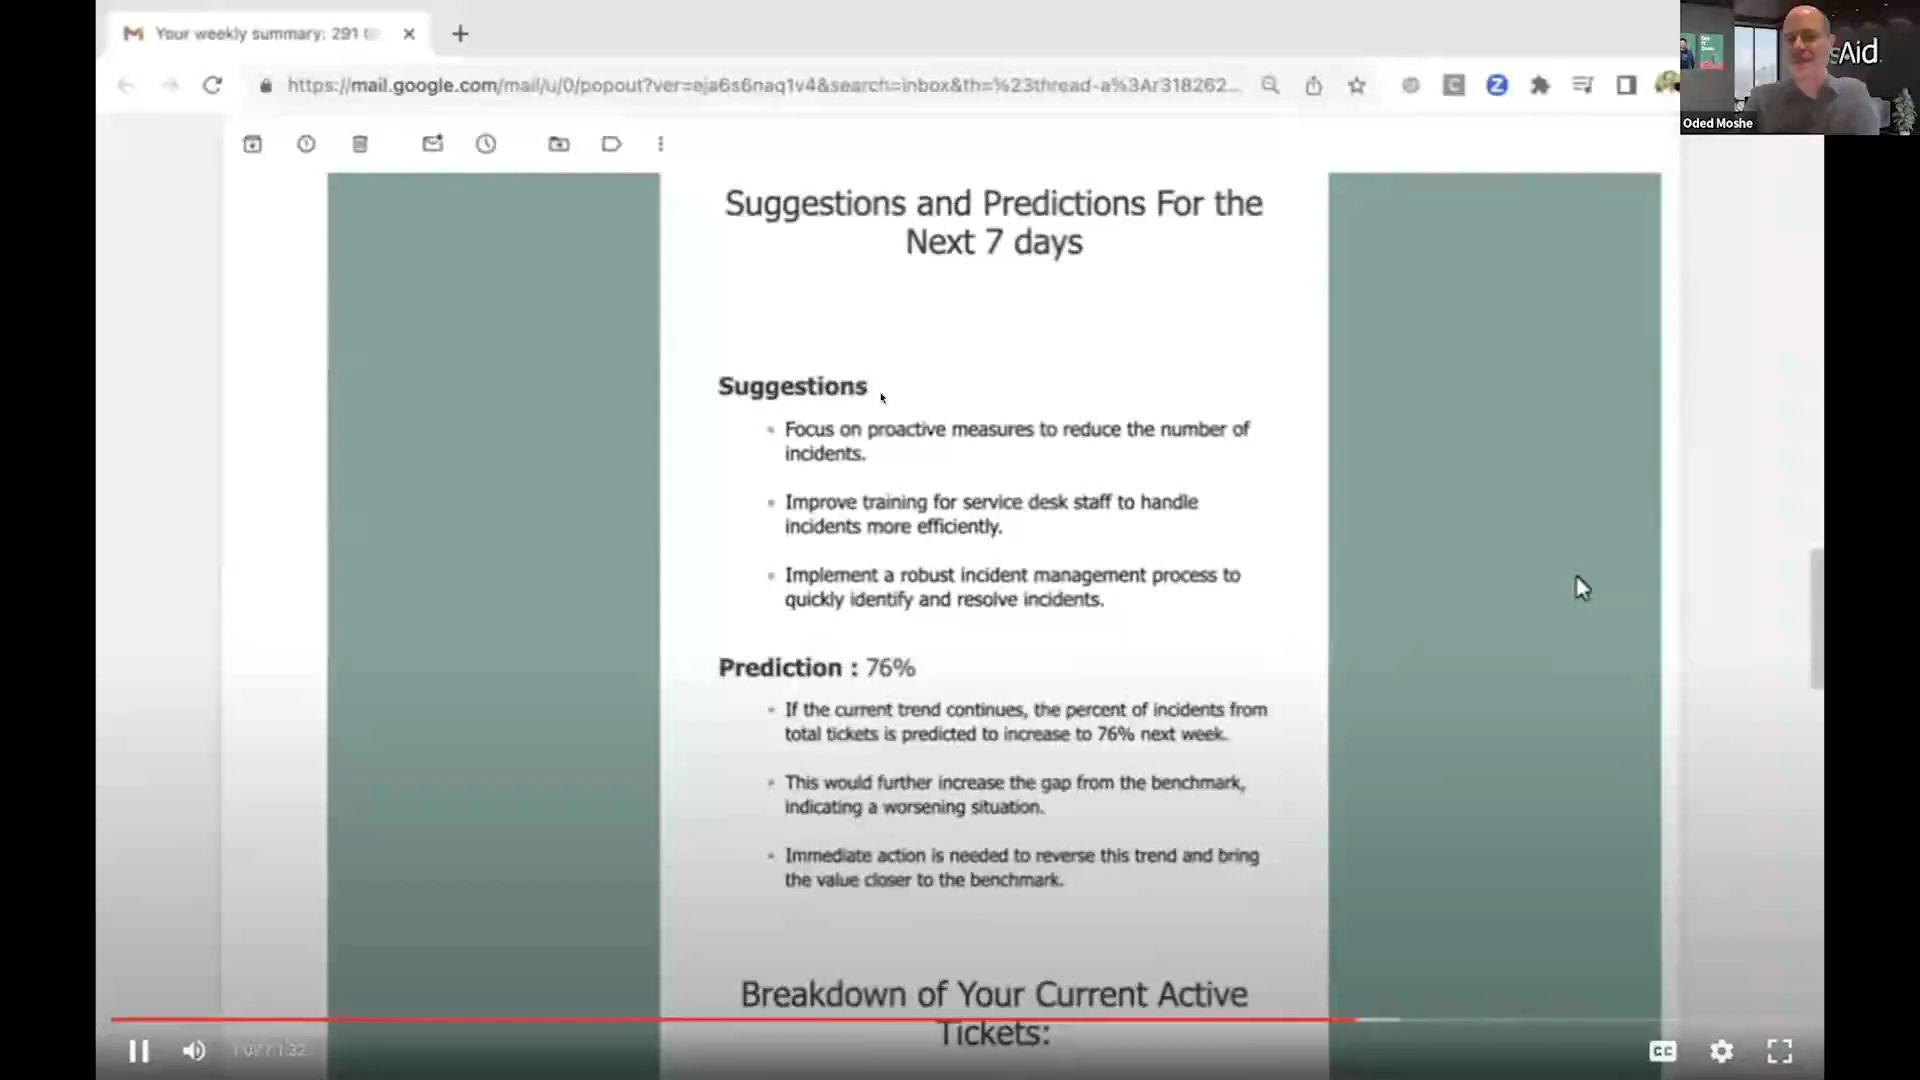 Your weekly summary: 291
https://mail.google.com/mail/u/0/popout?ver=eja6s6naq1v4&search=inbox&th=%23thread-a%3Ar318262...
Aid
Oded Moshe
Suggestions and Predictions For the
Next 7 days
Suggestions
Focus on proactive measures to reduce the number of
incidents.
Improve training for service desk staff to handle
incidents more efficiently.
Implement a robust incident management process to
quickly identify and resolve incidents.
Prediction : 76%
If the current trend continues, the percent of incidents from
total tickets is predicted to increase to 76% next week.
This would further increase the gap from the benchmark,
indicating a worsening situation.
Immediate action is needed to reverse this trend and bring
the value closer to the benchmark.
Breakdown of Your Current Active
Tickets:
CC